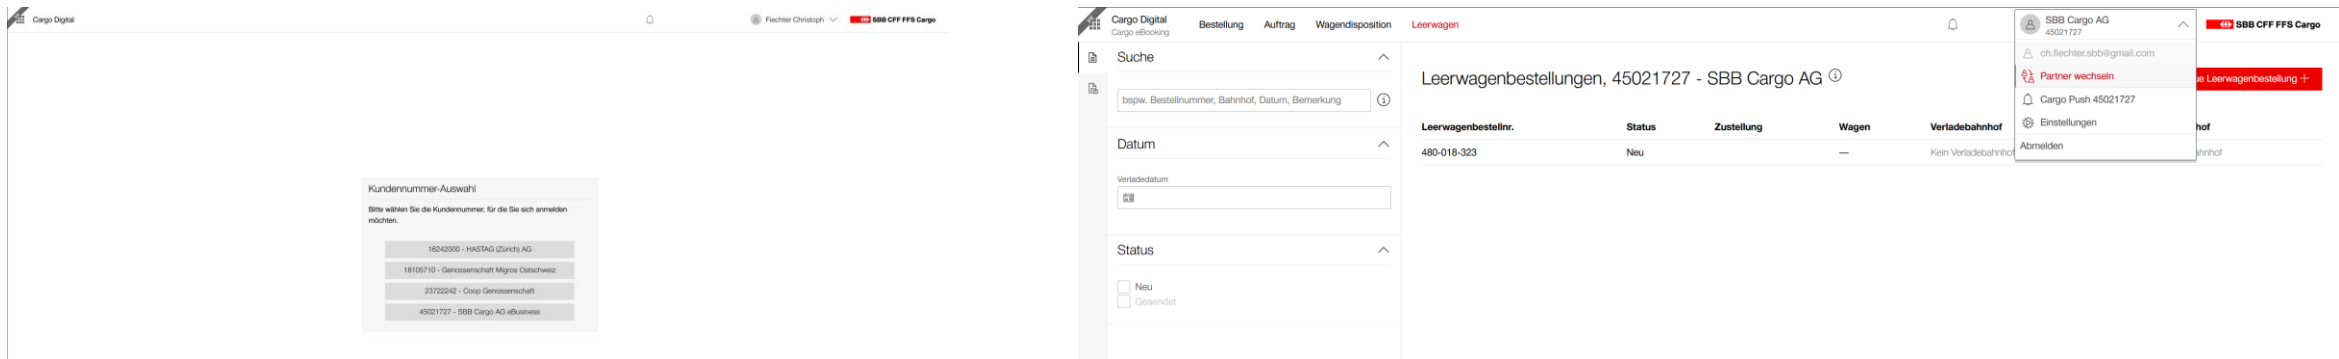 Cargo Digital
Fiechter Christoph
SBB CFF FFS Cargo
Kundennummer-Auswahl
Bitte wählen Sie die Kundennummer, für die Sie sich anmelden
möchten.
16242000 - HASTAG (Zürich) AG
18105710 - Genossenschaft Migros Ostschweiz
23722242 - Coop Genossenschaft
45021727 - SBB Cargo AG eBusiness
Cargo Digital
Cargo eBooking
Bestellung
Auftrag
Wagendisposition
Leerwagen
SBB Cargo AG
45021727
SBB CFF FFS Cargo
ch.fiechter.sbb@gmail.com
Partner wechseln
Cargo Push 45021727
Einstellungen
Abmelden
Suche
bspw. Bestellnummer, Bahnhof, Datum, Bemerkung
Datum
Verladedatum
Status
Neu
Gesendet
Leerwagenbestellungen, 45021727 - SBB Cargo AG
ue Leerwagenbestellung
Leerwagenbestellnr. Status Zustellung Wagen Verladebahnhof hof
480-018-323 Neu — Kein Verladebahnhof ahnhof